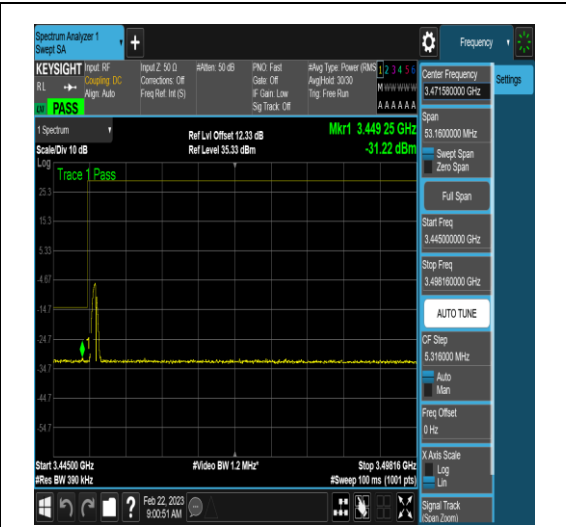 Spectrum Analyzer 1
Swept SA
+
Frequency
KEYSIGHT
RL
PASS
Input: RF
Coupling: DC
Align: Auto
Input Z: 50 Ω
Corrections: Off
Freq Ref: Int (S)
#Atten: 50 dB
PNO: Fast
Gate: Off
IF Gain: Low
Sig Track: Off
#Avg Type: Power (RMS
Avg|Hold: 30/30
Trig: Free Run
1 2 3 4 5 6
M W W W W W
A A A A A A
Center Frequency
3.471580000 GHz
Settings
Span
53.1600000 MHz
Swept Span
Zero Span
Full Span
Start Freq
3.445000000 GHz
Stop Freq
3.498160000 GHz
AUTO TUNE
CF Step
5.316000 MHz
Auto
Man
Freq Offset
0 Hz
X Axis Scale
Log
Lin
Signal Track
(Span Zoom)
1 Spectrum
Scale/Div 10 dB
Ref Lvl Offset 12.33 dB
Ref Level 35.33 dBm
Mkr1 3.449 25 GHz
-31.22 dBm
Log
Trace 1 Pass
25.3
15.3
5.33
-4.67
-14.7
-24.7
-34.7
-44.7
-54.7
1
Start 3.44500 GHz
#Res BW 390 kHz
#Video BW 1.2 MHz*
Stop 3.49816 GHz
#Sweep 100 ms (1001 pts)
?
Feb 22, 2023
9:00:51 AM